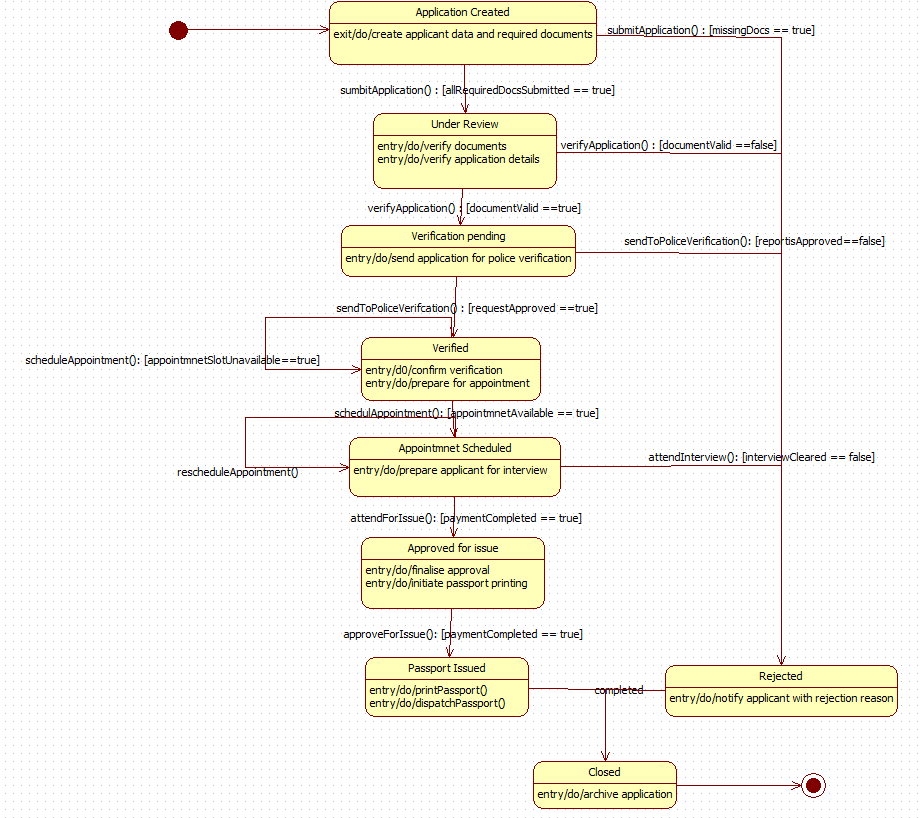 Application Created
exit/do/create applicant data and required documents
submitApplication() : [missingDocs == true]
sumbitApplication() : [allRequiredDocsSubmitted == true]
Under Review
entry/do/verify documents
entry/do/verify application details
verifyApplication() : [documentValid ==false]
verifyApplication() : [documentValid ==true]
Verification pending
entry/do/send application for police verification
sendToPoliceVerification(): [reportisApproved==false]
sendToPoliceVerifcation() : [requestApproved ==true]
Verified
entry/d0/confirm verification
entry/do/prepare for appointment
scheduleAppointment(): [appointmnetSlotUnavailable==true]
schedulAppointment(): [appointmnetAvailable == true]
Appointmnet Scheduled
entry/do/prepare applicant for interview
rescheduleAppointment()
attendInterview(): [interviewCleared == false]
attendForIssue(): [paymentCompleted == true]
Approved for issue
entry/do/finalise approval
entry/do/initiate passport printing
approveForIssue(): [paymentCompleted == true]
Passport Issued
entry/do/printPassport()
entry/do/dispatchPassport()
completed
Rejected
entry/do/notify applicant with rejection reason
Closed
entry/do/archive application